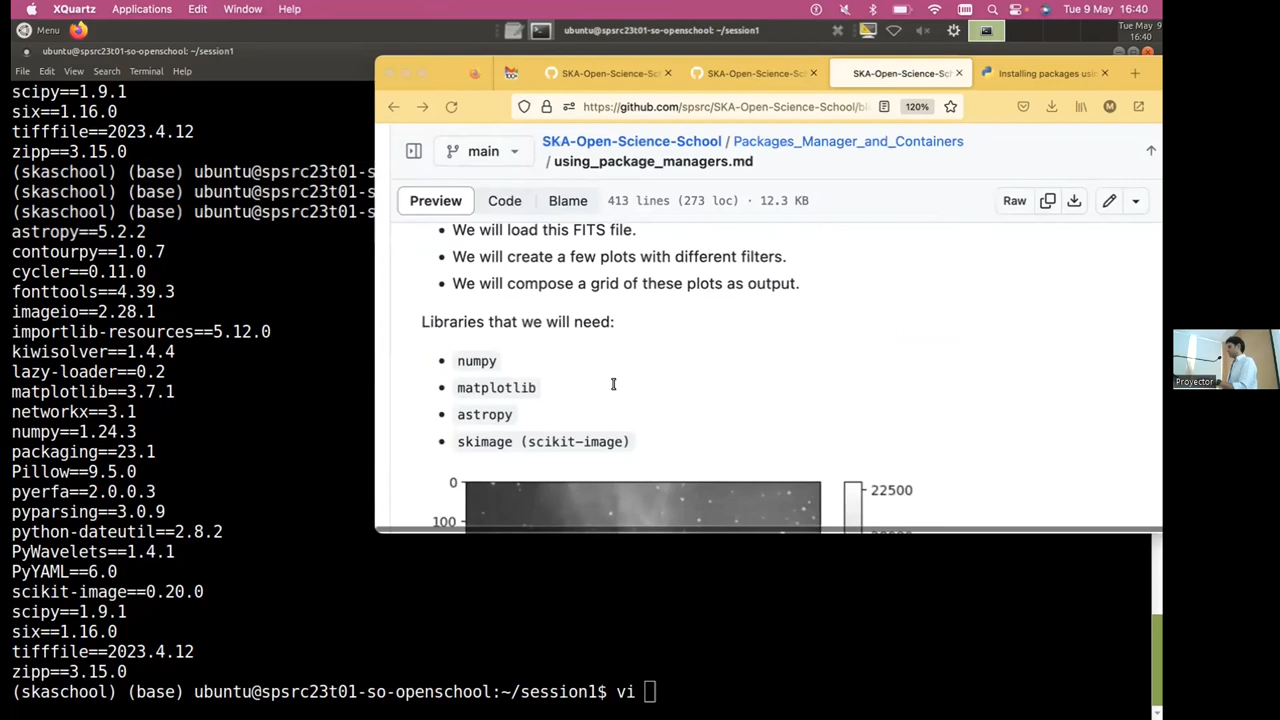 XQuartz Applications Edit Window Help
Tue 9 May 16:40
Menu
ubuntu@spsrc23t01-so-openschool: ~/session1
Tue May 9
16:40
ubuntu@spsrc23t01-so-openschool: ~/session1
File Edit View Search Terminal Help
scipy==1.9.1
six==1.16.0
tifffile==2023.4.12
zipp==3.15.0
(skaschool) (base) ubuntu@spsrc23t01-s
(skaschool) (base) ubuntu@spsrc23t01-s
(skaschool) (base) ubuntu@spsrc23t01-s
astropy==5.2.2
contourpy==1.0.7
cycler==0.11.0
fonttools==4.39.3
imageio==2.28.1
importlib-resources==5.12.0
kiwisolver==1.4.4
lazy-loader==0.2
matplotlib==3.7.1
networkx==3.1
numpy==1.24.3
packaging==23.1
Pillow==9.5.0
pyerfa==2.0.0.3
pyparsing==3.0.9
python-dateutil==2.8.2
PyWavelets==1.4.1
PyYAML==6.0
scikit-image==0.20.0
scipy==1.9.1
six==1.16.0
tifffile==2023.4.12
zipp==3.15.0
(skaschool) (base) ubuntu@spsrc23t01-so-openschool:~/session1$ vi
SKA-Open-Science-Sc
SKA-Open-Science-Sc
SKA-Open-Science-Sc
Installing packages usin
https://github.com/spsrc/SKA-Open-Science-School/bl
120%
M
main
SKA-Open-Science-School / Packages_Manager_and_Containers
/ using_package_managers.md
Preview Code Blame 413 lines (273 loc) · 12.3 KB
Raw
• We will load this FITS file.
• We will create a few plots with different filters.
• We will compose a grid of these plots as output.
Libraries that we will need:
• numpy
• matplotlib
• astropy
• skimage (scikit-image)
0
100
22500
Proyector